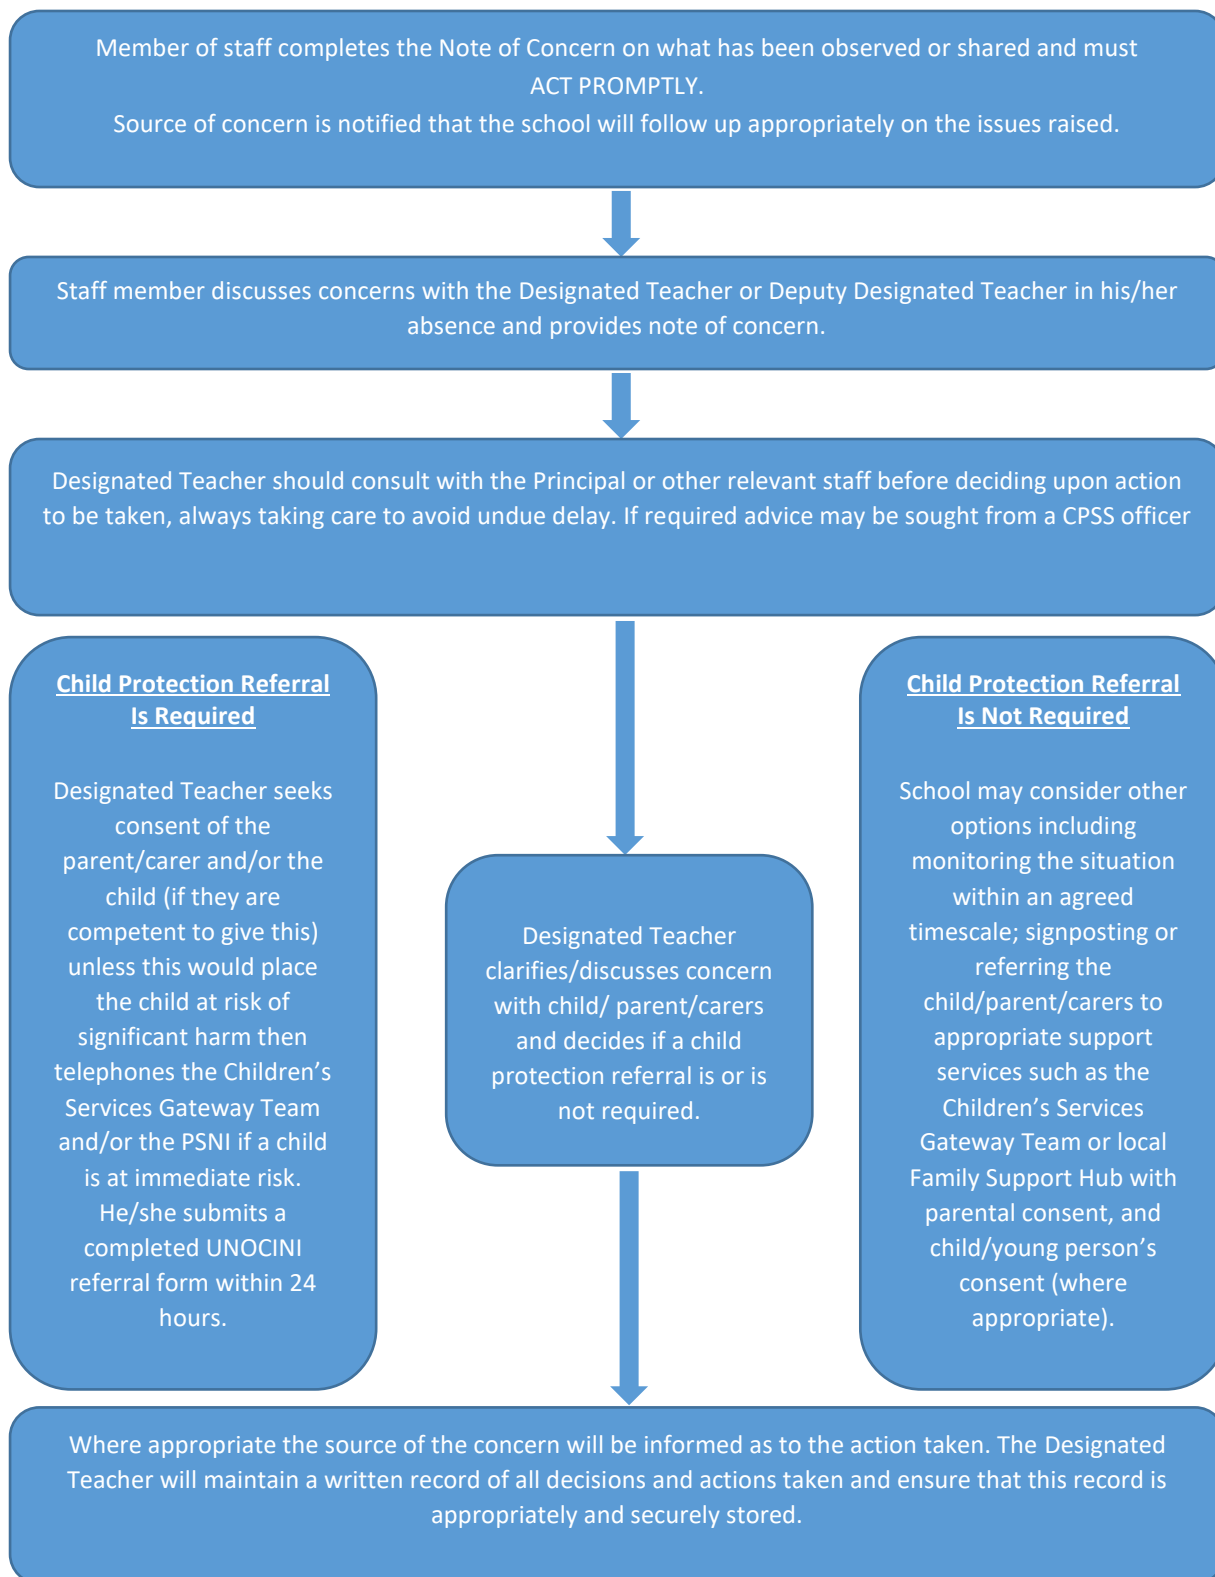 Member of staff completes the Note of Concern on what has been observed or shared and must
ACT PROMPTLY.
Source of concern is notified that the school will follow up appropriately on the issues raised.
Staff member discusses concerns with the Designated Teacher or Deputy Designated Teacher in his/her
absence and provides note of concern.
Designated Teacher should consult with the Principal or other relevant staff before deciding upon action
to be taken, always taking care to avoid undue delay. If required advice may be sought from a CPSS officer
Child Protection Referral
Is Required
Designated Teacher seeks
consent of the
parent/carer and/or the
child (if they are
competent to give this)
unless this would place
the child at risk of
significant harm then
telephones the Children’s
Services Gateway Team
and/or the PSNI if a child
is at immediate risk.
He/she submits a
completed UNOCINI
referral form within 24
hours.
Designated Teacher
clarifies/discusses concern
with child/ parent/carers
and decides if a child
protection referral is or is
not required.
Child Protection Referral
Is Not Required
School may consider other
options including
monitoring the situation
within an agreed
timescale; signposting or
referring the
child/parent/carers to
appropriate support
services such as the
Children’s Services
Gateway Team or local
Family Support Hub with
parental consent, and
child/young person’s
consent (where
appropriate).
Where appropriate the source of the concern will be informed as to the action taken. The Designated
Teacher will maintain a written record of all decisions and actions taken and ensure that this record is
appropriately and securely stored.